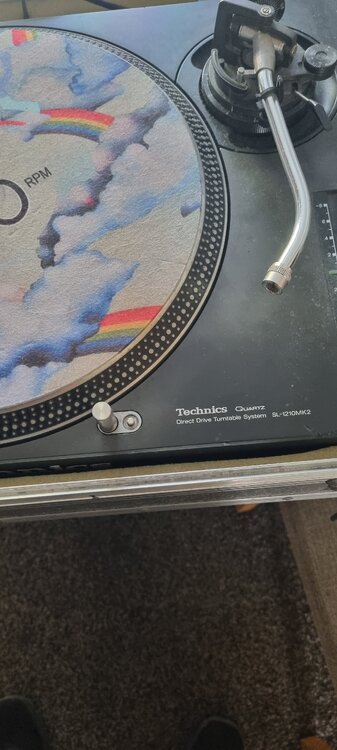 RPM
Technics Quartz
Direct Drive Turntable System SL-1210MK2